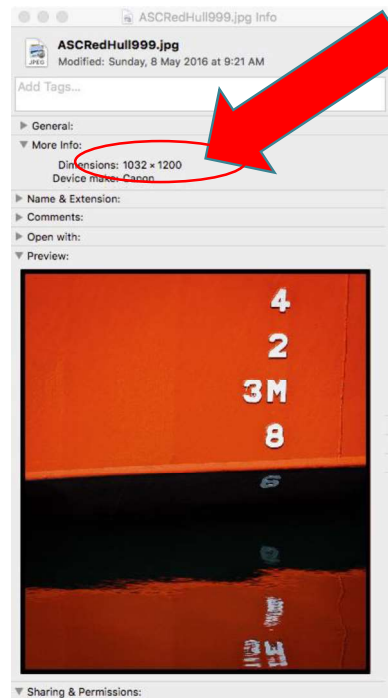 ASCRedHull999.jpg Info
JPEG
ASCRedHull999.jpg
Modified: Sunday, 8 May 2016 at 9:21 AM
Add Tags...
General:
More Info:
Dimensions: 1032 × 1200
Device make: Canon
Name & Extension:
Comments:
Open with:
Preview:
4
2
3M
8
6
Sharing & Permissions: